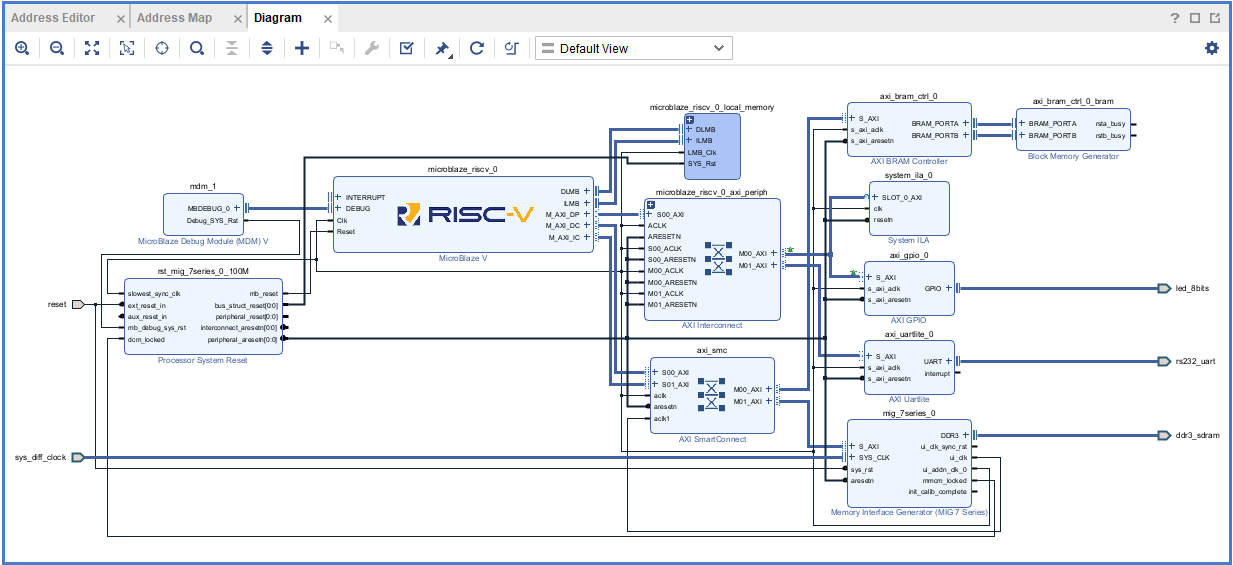 Address Editor
Address Map
Diagram
Default View
microblaze_riscv_0_local_memory
DLMB
ILMB
LMB_Clk
SYS_Rst
axi_bram_ctrl_0
S_AXI
s_axi_aclk
s_axi_aresetn
BRAM_PORTA
BRAM_PORTB
AXI BRAM Controller
axi_bram_ctrl_0_bram
BRAM_PORTA
BRAM_PORTB
rsta_busy
rstb_busy
Block Memory Generator
mdm_1
MBDEBUG_0
Debug_SYS_Rst
MicroBlaze Debug Module (MDM) V
microblaze_riscv_0
INTERRUPT
DEBUG
Clk
Reset
RISC-V
DLMB
ILMB
M_AXI_DP
M_AXI_DC
M_AXI_IC
MicroBlaze V
microblaze_riscv_0_axi_periph
S00_AXI
ACLK
ARESETN
S00_ACLK
S00_ARESETN
M00_ACLK
M00_ARESETN
M01_ACLK
M01_ARESETN
M00_AXI
M01_AXI
AXI Interconnect
system_ila_0
SLOT_0_AXI
clk
resetn
System ILA
axi_gpio_0
S_AXI
s_axi_aclk
s_axi_aresetn
GPIO
AXI GPIO
led_8bits
rst_mig_7series_0_100M
slowest_sync_clk
ext_reset_in
aux_reset_in
mb_debug_sys_rst
dcm_locked
mb_reset
bus_struct_reset[0:0]
peripheral_reset[0:0]
interconnect_aresetn[0:0]
peripheral_aresetn[0:0]
Processor System Reset
reset
axi_uartlite_0
S_AXI
s_axi_aclk
s_axi_aresetn
UART
interrupt
AXI Uartlite
rs232_uart
axi_smc
S00_AXI
S01_AXI
aclk
aresetn
aclk1
M00_AXI
M01_AXI
AXI SmartConnect
mig_7series_0
S_AXI
SYS_CLK
sys_rst
aresetn
DDR3
ui_clk_sync_rst
ui_clk
ui_addn_clk_0
mmcm_locked
init_calib_complete
Memory Interface Generator (MIG 7 Series)
ddr3_sdram
sys_diff_clock